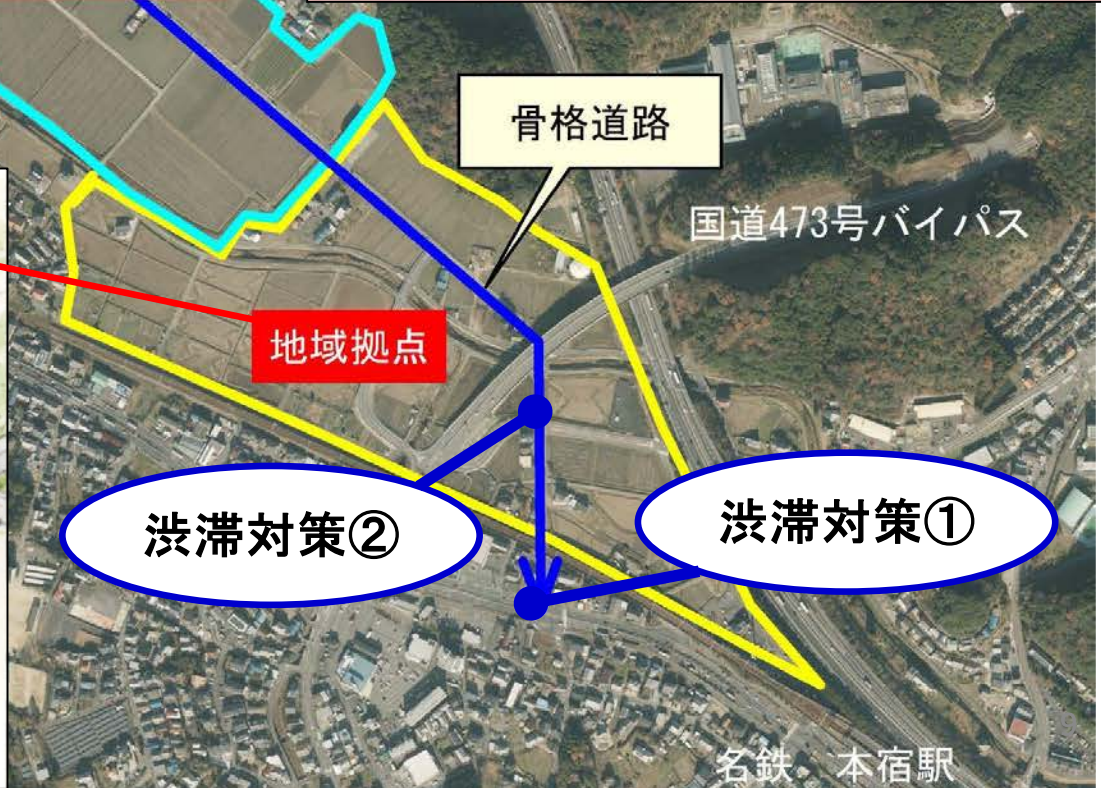 骨格道路
国道473号バイパス
地域拠点
渋滞対策②
渋滞対策①
名鉄 本宿駅